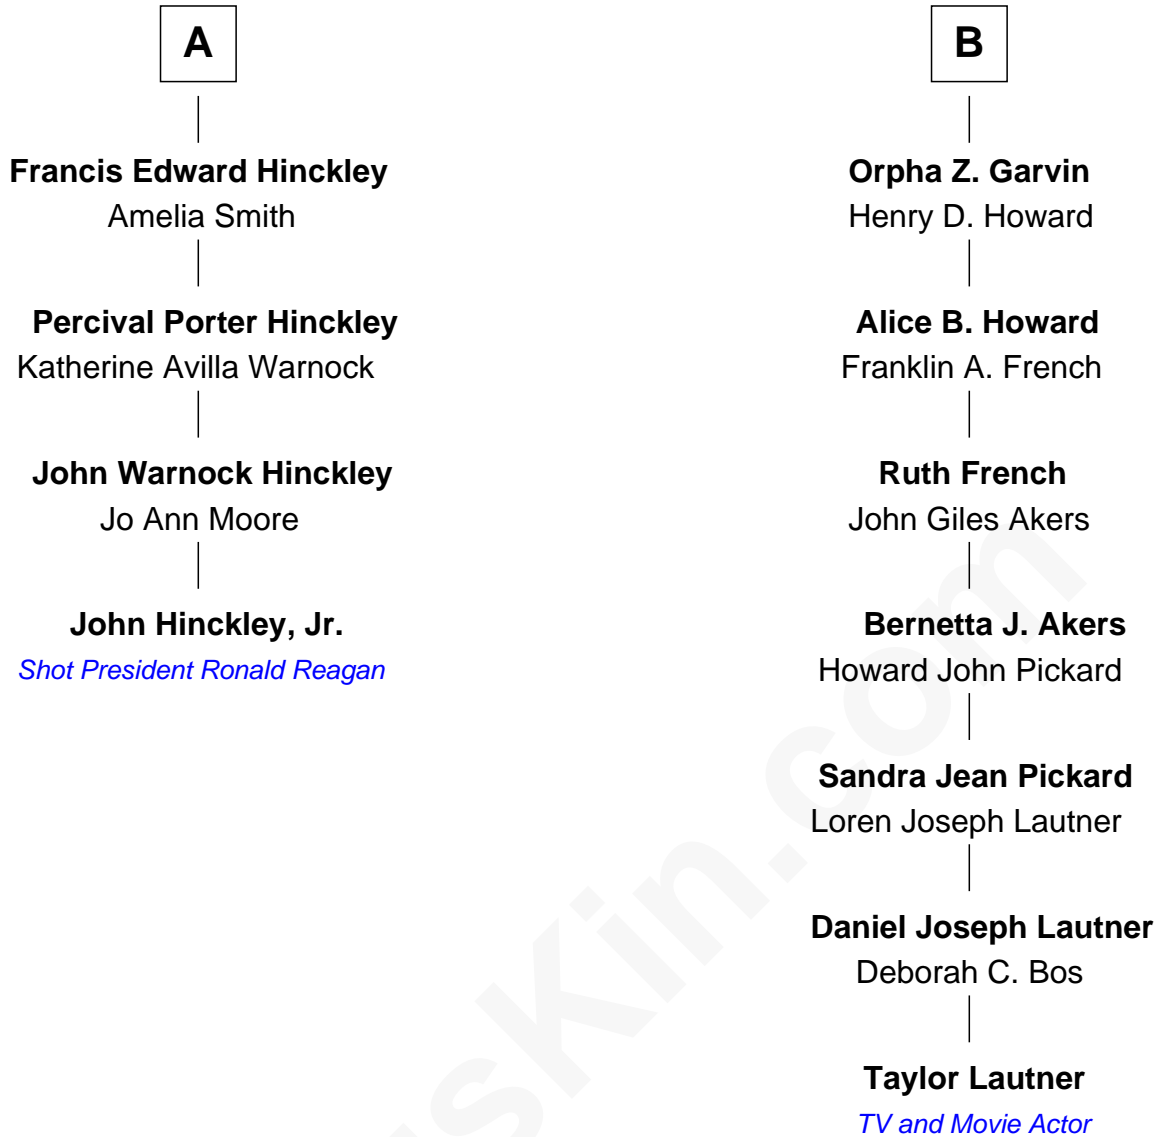 A
Francis Edward Hinckley
Amelia Smith
Percival Porter Hinckley
Katherine Avilla Warnock
John Warnock Hinckley
Jo Ann Moore
John Hinckley, Jr.
Shot President Ronald Reagan
B
Orpha Z. Garvin
Henry D. Howard
Alice B. Howard
Franklin A. French
Ruth French
John Giles Akers
Bernetta J. Akers
Howard John Pickard
Sandra Jean Pickard
Loren Joseph Lautner
Daniel Joseph Lautner
Deborah C. Bos
Taylor Lautner
TV and Movie Actor
sKin.com